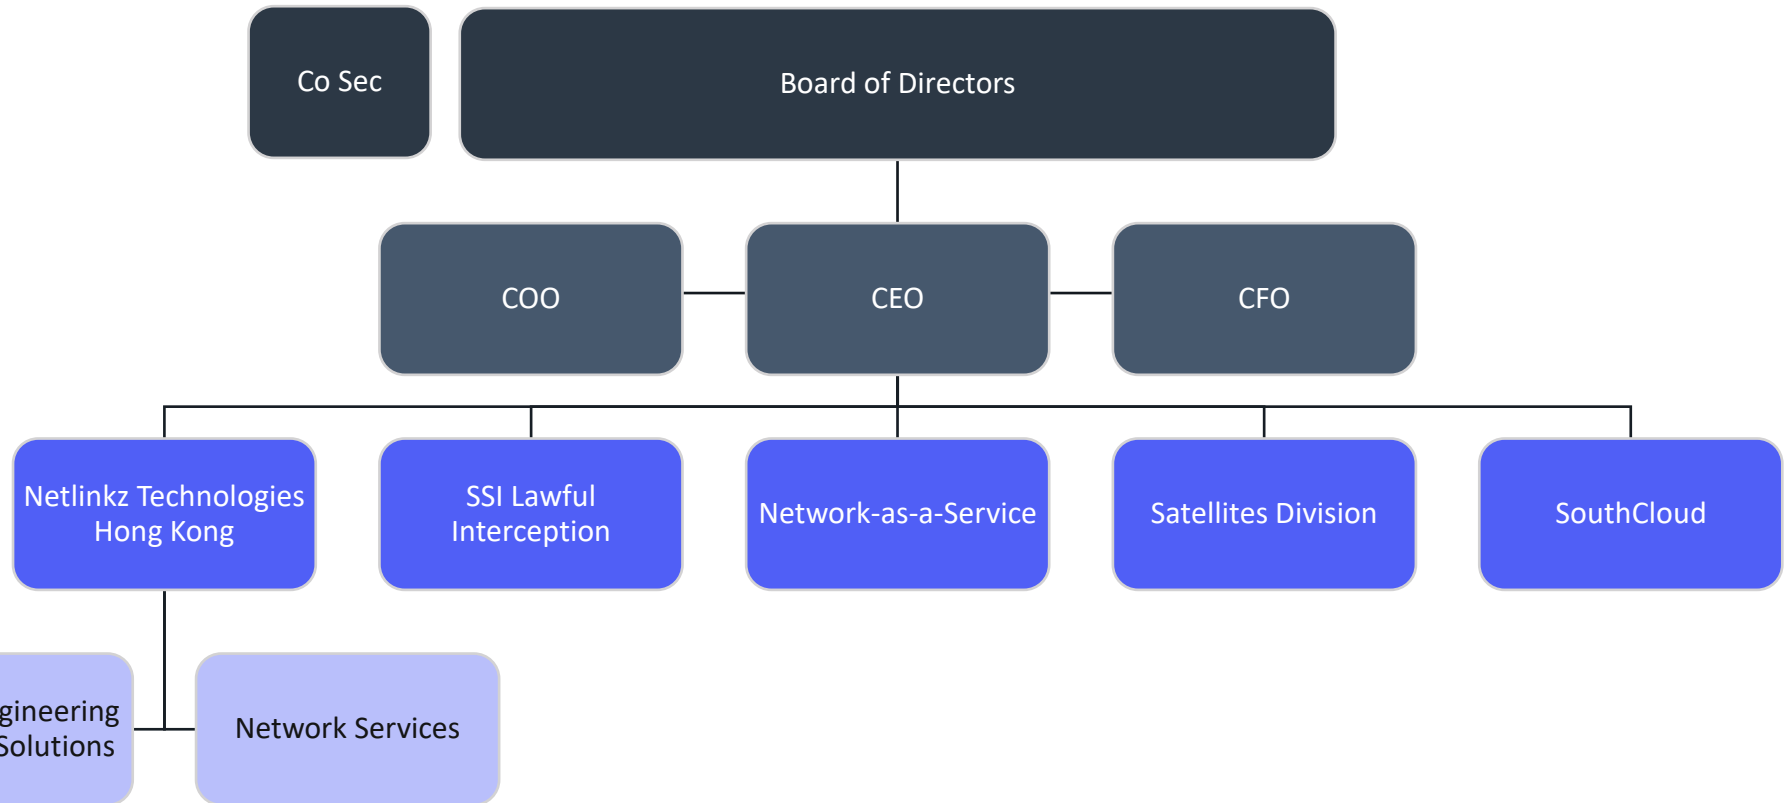 Co Sec
Board of Directors
COO
CEO
CFO
Netlinkz Technologies
Hong Kong
SSI Lawful
Interception
Network-as-a-Service
Satellites Division
SouthCloud
Solutions
Network Services